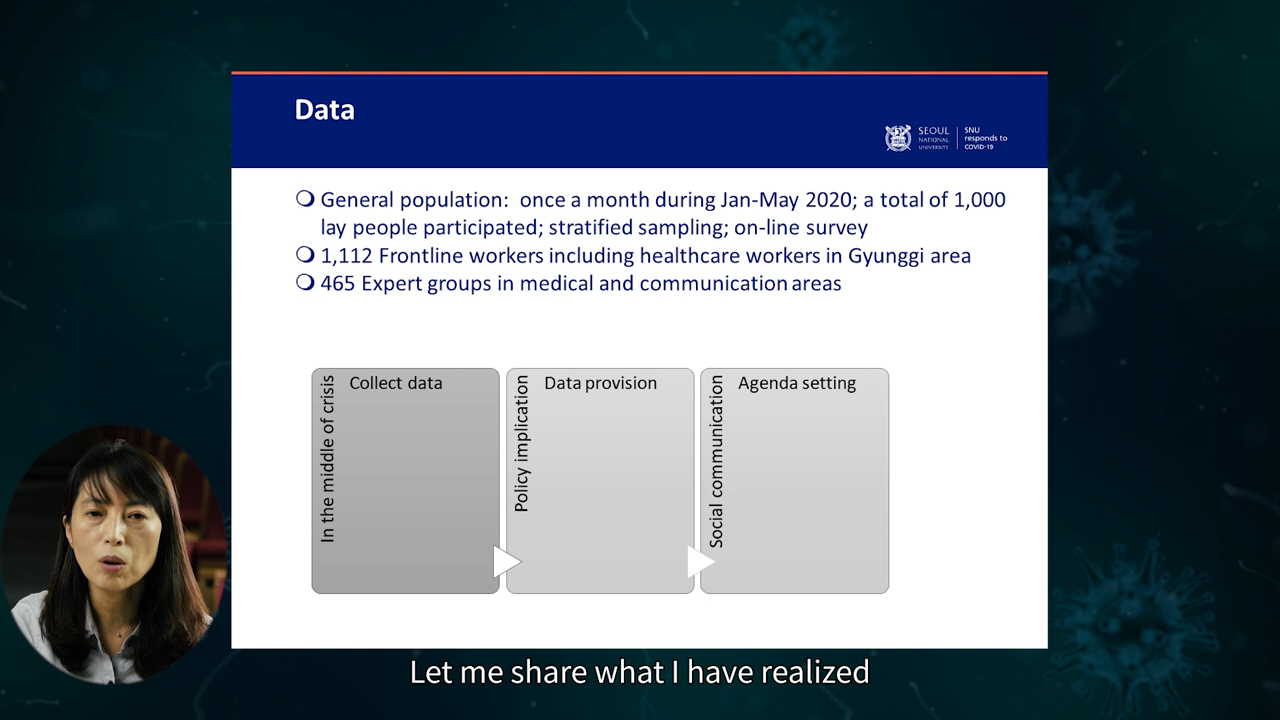 Data
SEOUL
NATIONAL
UNIVERSITY
SNU
responds to
COVID-19
❍ General population: once a month during Jan-May 2020; a total of 1,000
lay people participated; stratified sampling; on-line survey
❍ 1,112 Frontline workers including healthcare workers in Gyunggi area
❍ 465 Expert groups in medical and communication areas
In the middle of crisis
Collect data
Policy implication
Data provision
Social communication
Agenda setting
Let me share what I have realized